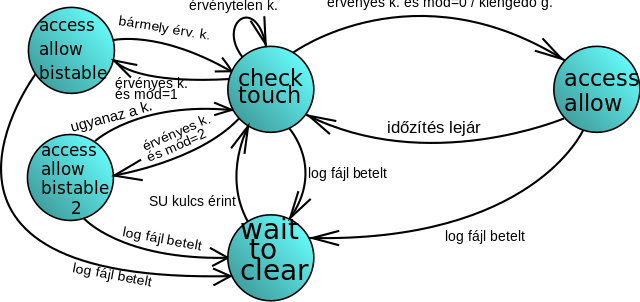 érvénytelen k.
érvényes k. és mód=0 / kiengedő g.
access
allow
bistable
bármely érv. k.
érvényes k.
és mód=1
check
touch
access
allow
ugyanaz a k.
érvényes k.
és mód=2
időzítés lejár
access
allow
bistable
2
log fájl betelt
SU kulcs érint
log fájl betelt
wait
to
clear
log fájl betelt
log fájl betelt